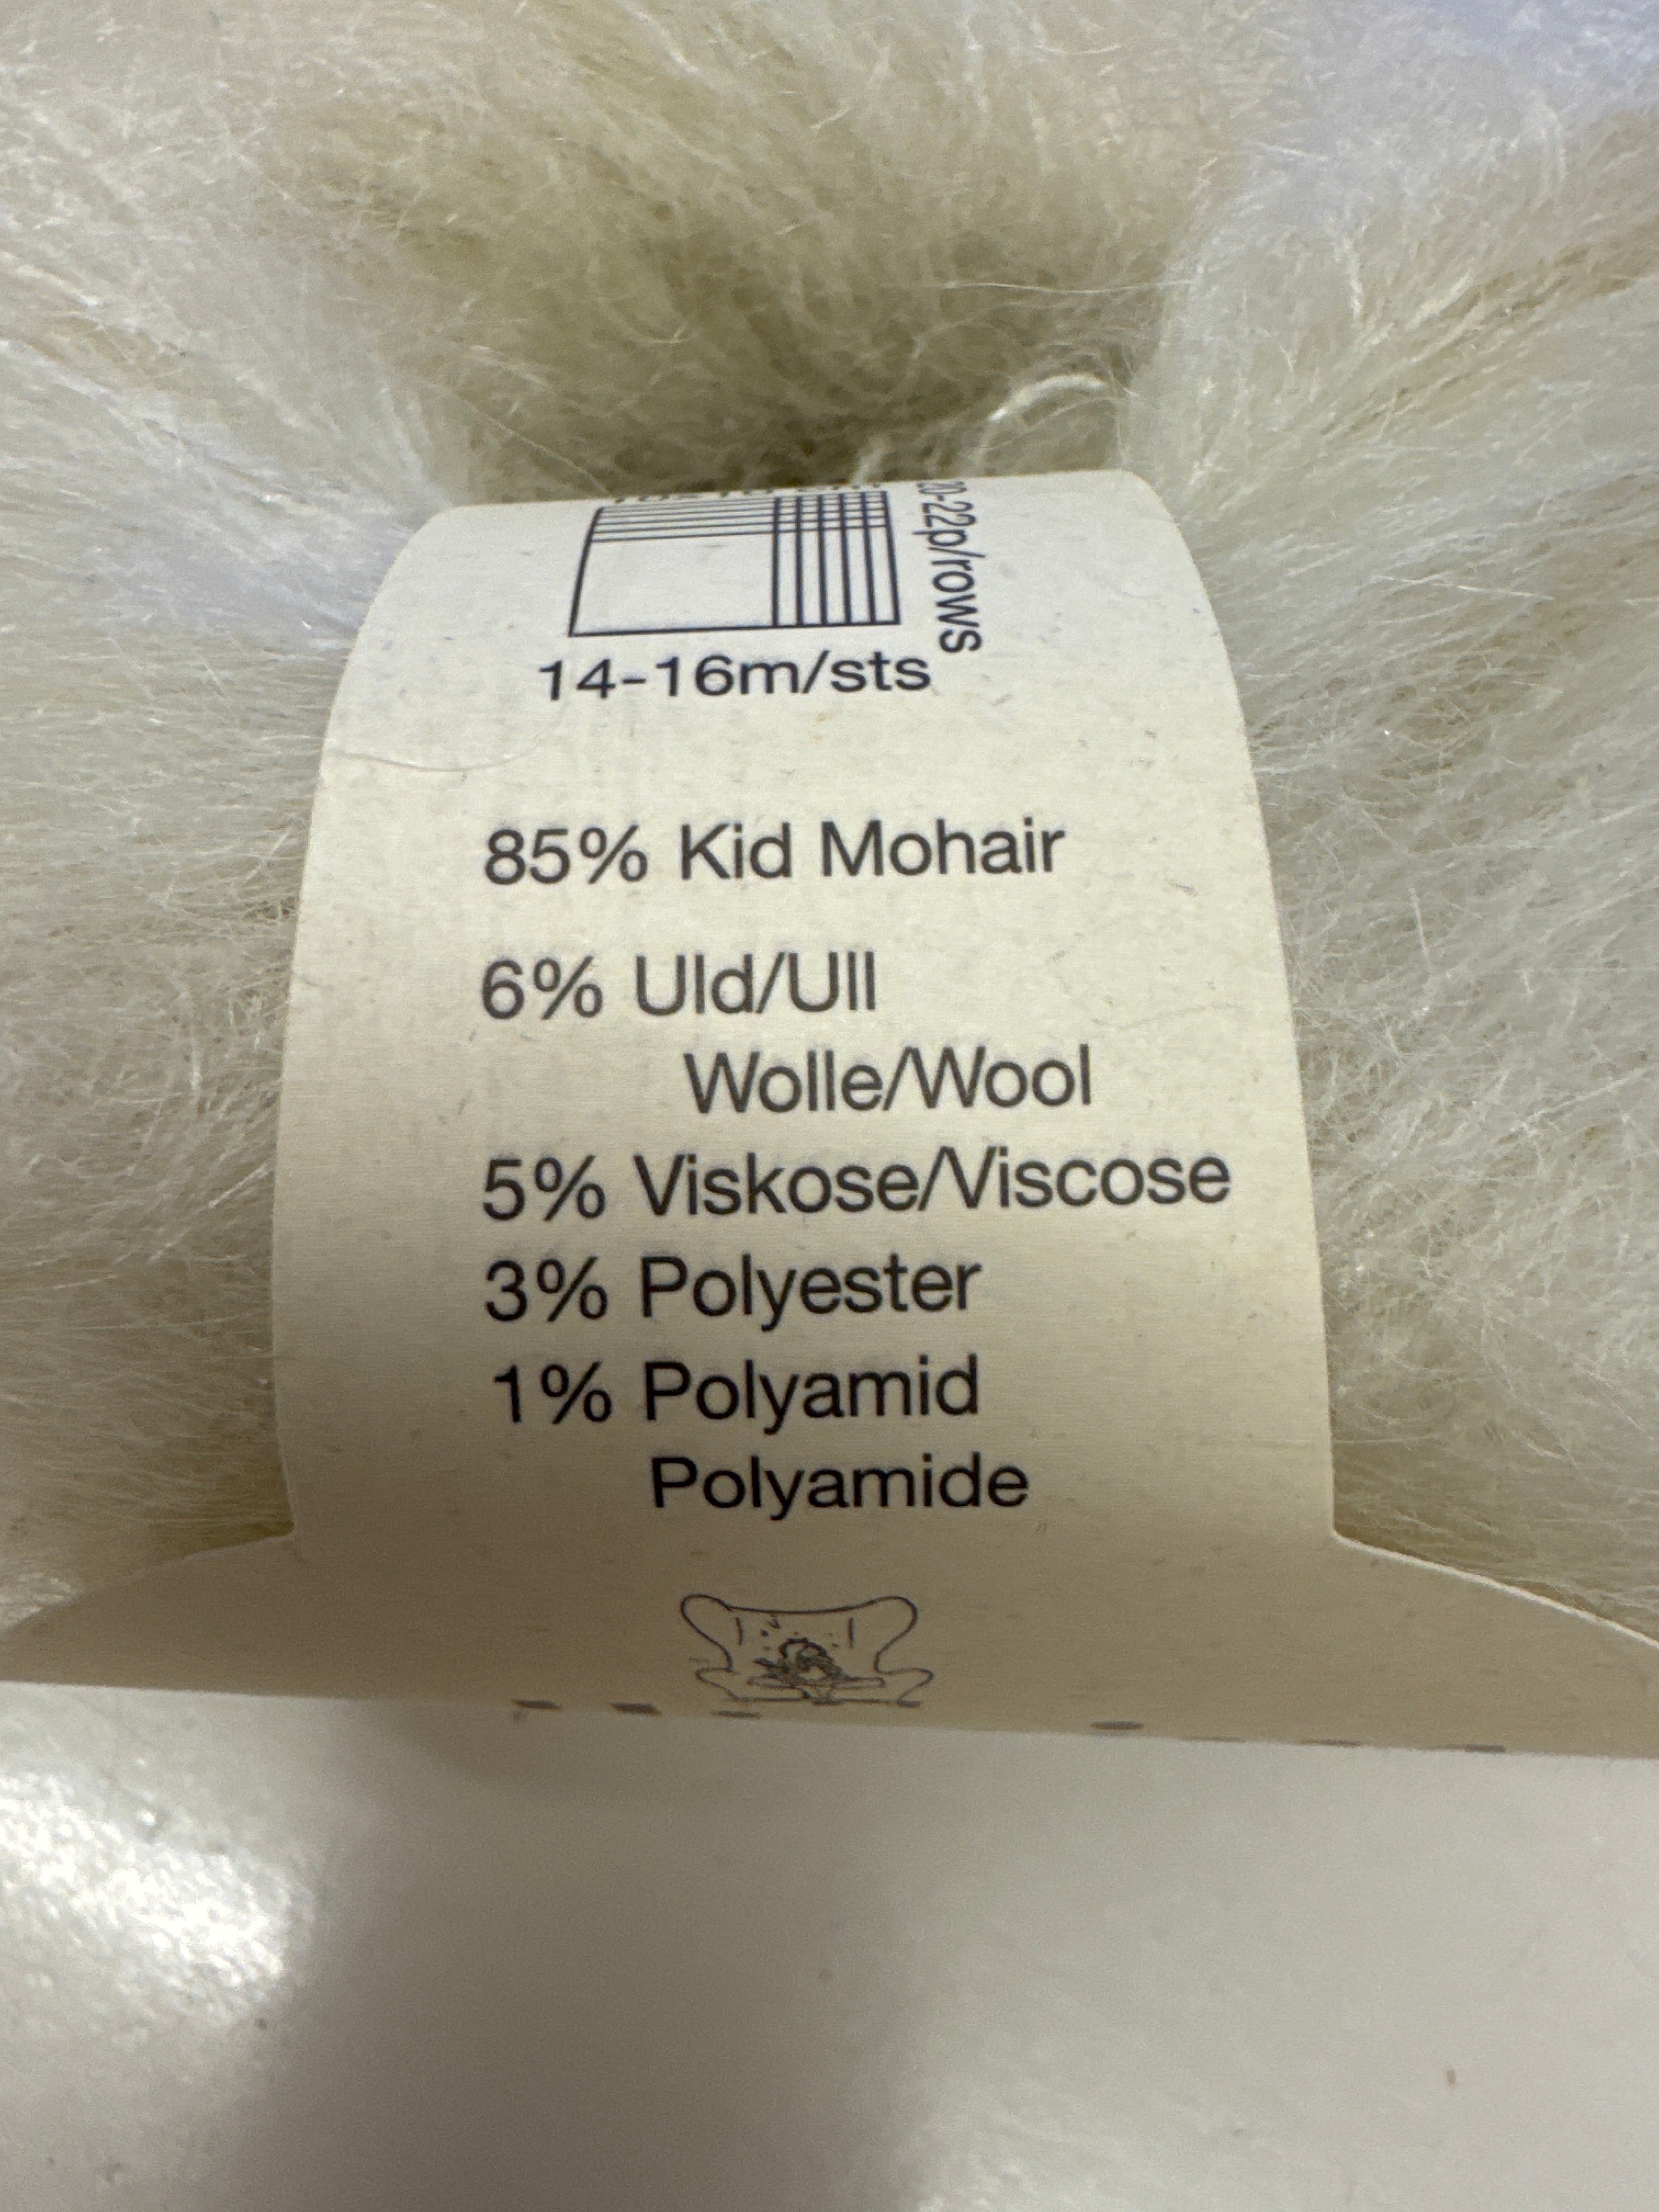 20-22p/rows
14-16m/sts
85% Kid Mohair
6% Uld/Ull
Wolle/Wool
5% Viskose/Viscose
3% Polyester
1% Polyamid
Polyamide